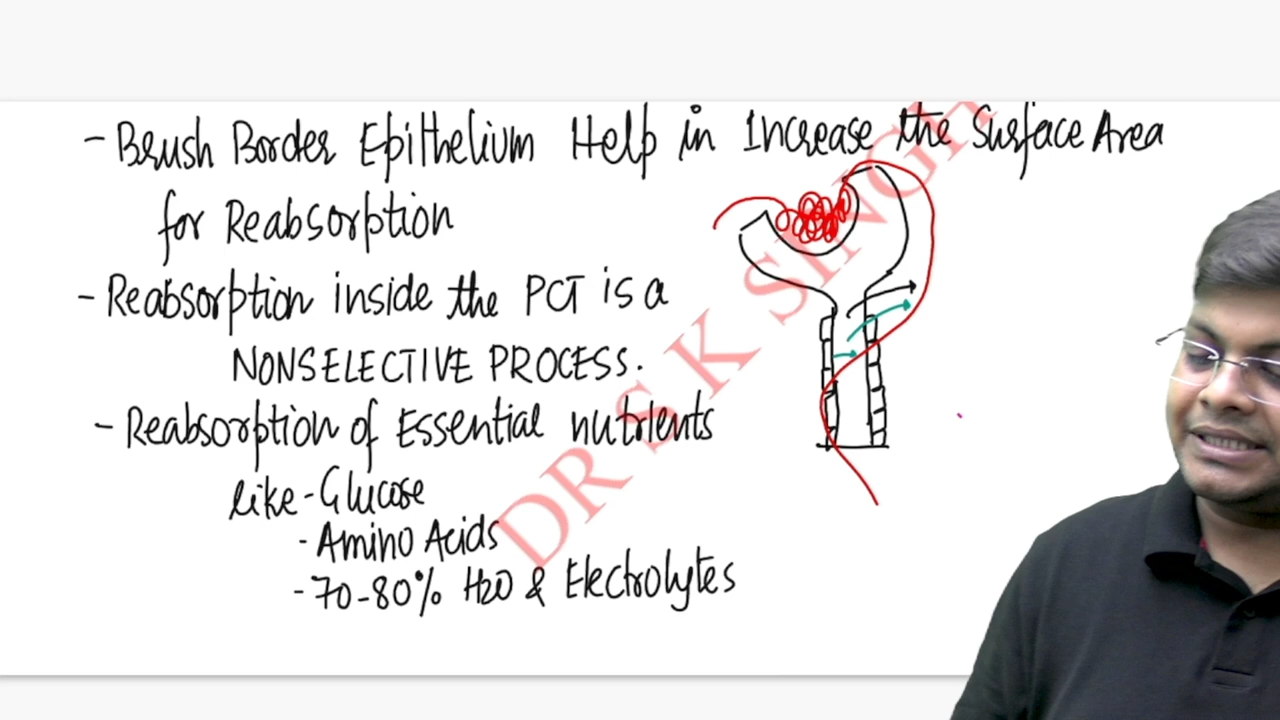 - Brush Border Epithelium Help in Increase the Surface Area
for Reabsorption
- Reabsorption inside the PCT is a
NONSELECTIVE PROCESS.
- Reabsorption of Essential nutrients
like - Glucose
- Amino Acids
- 70-80% H2O & Electrolytes
DR S K SINGH